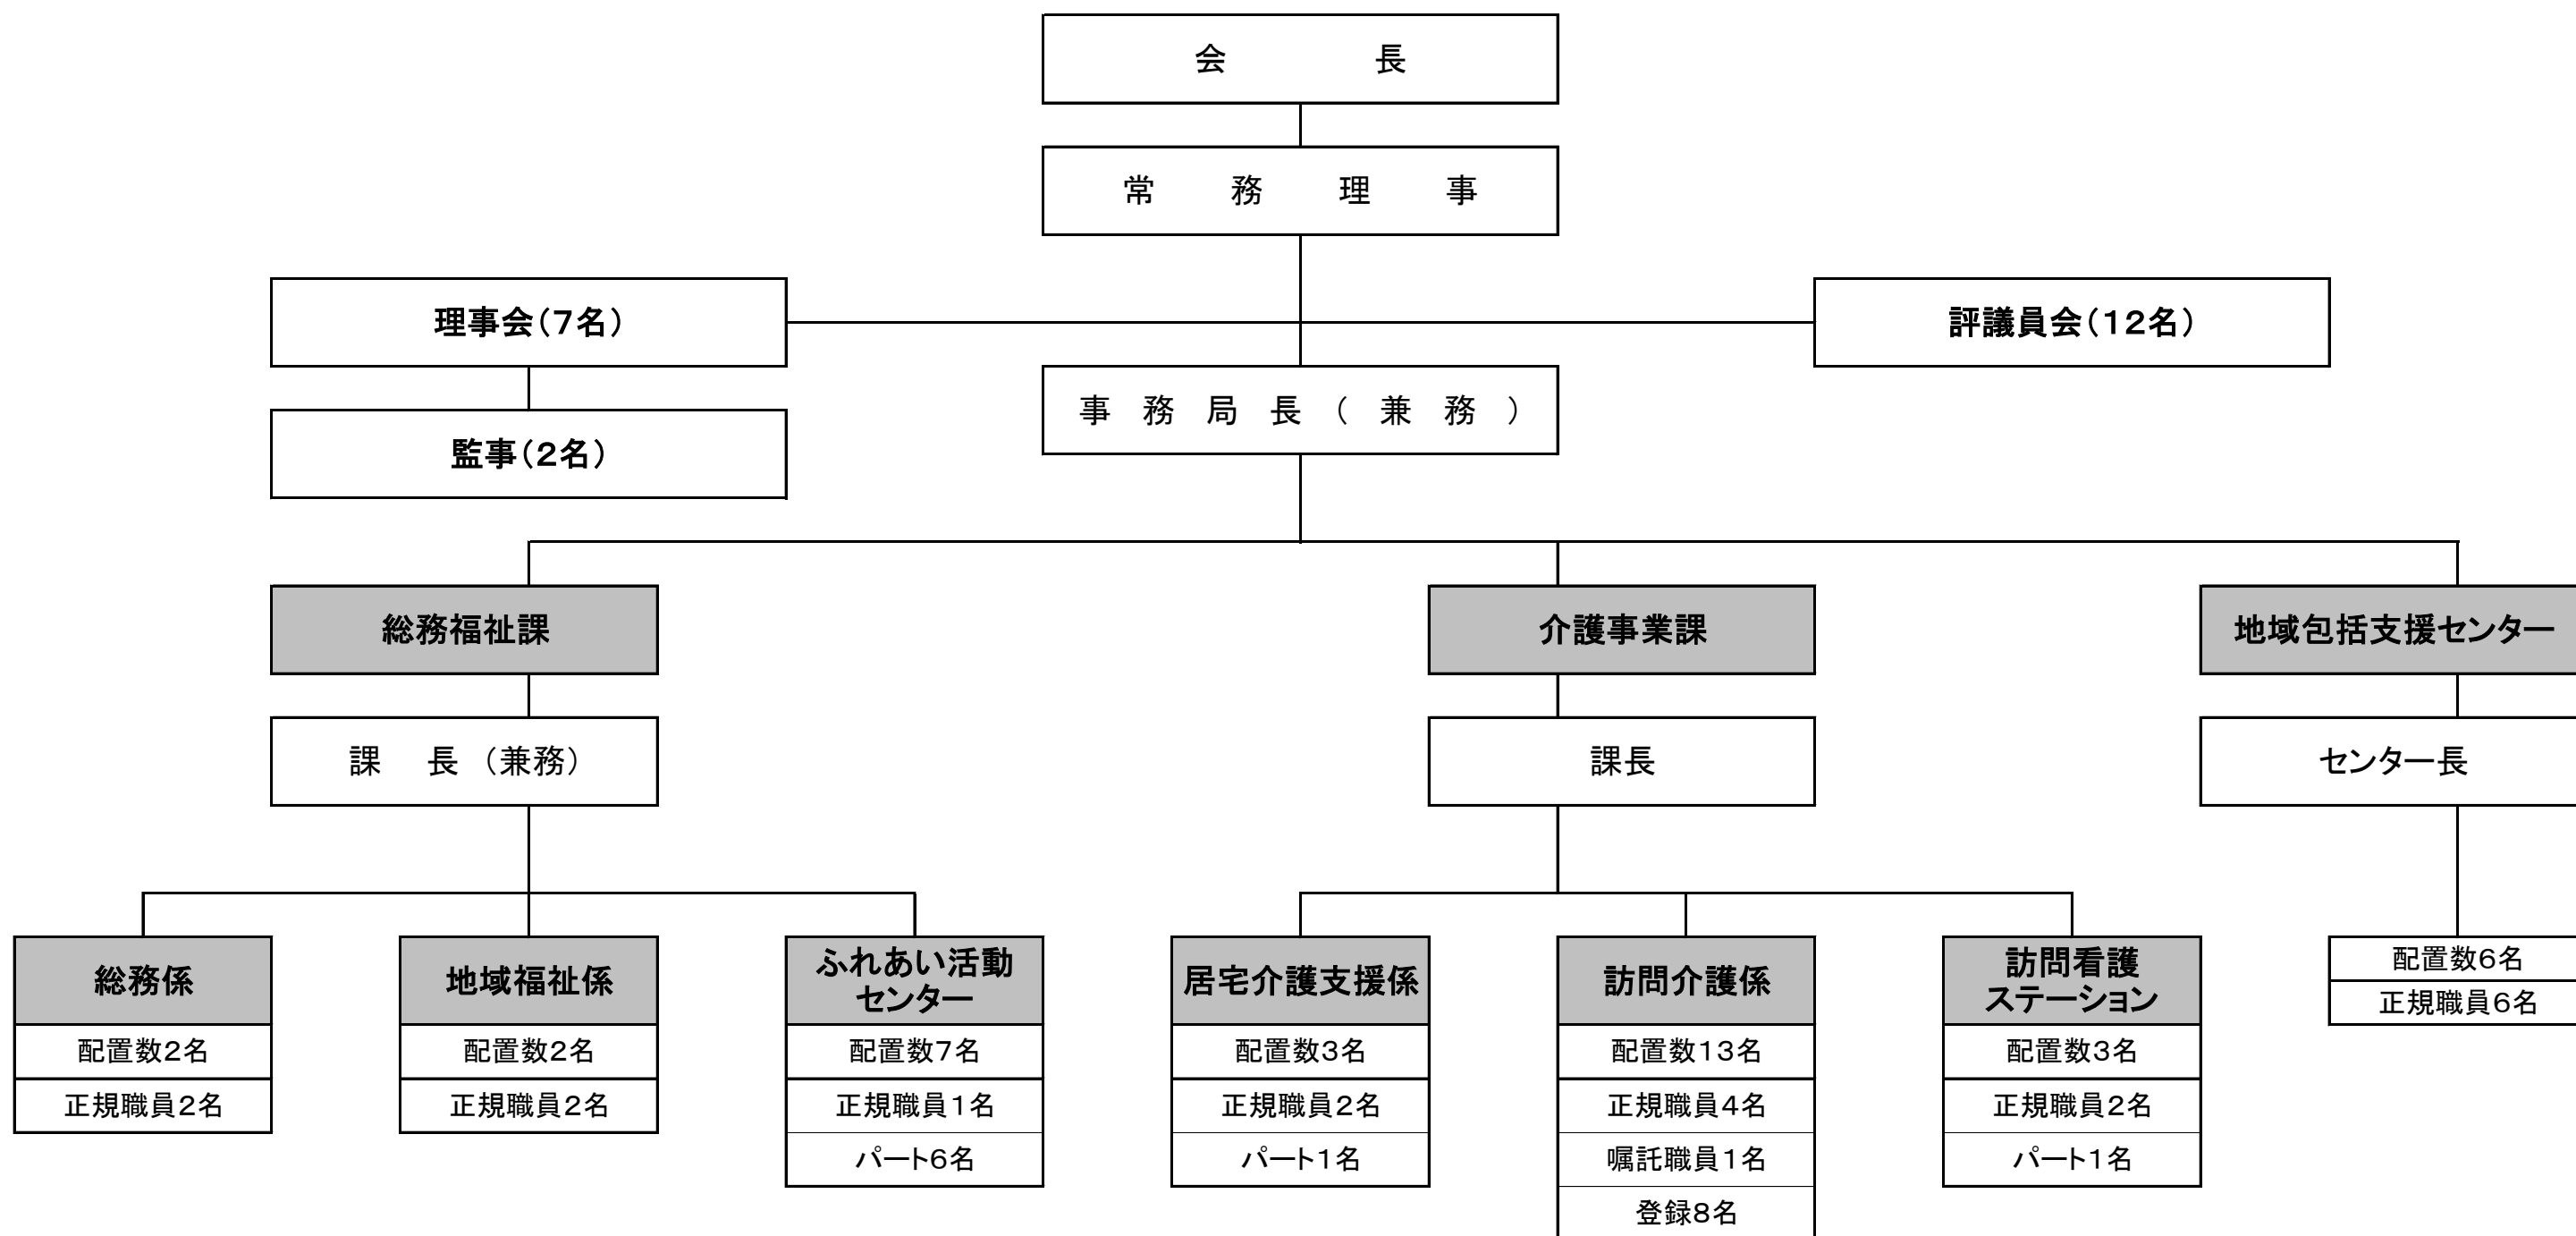 会長
常務理事
理事会(7名)
評議員会(12名)
事務局長(兼務)
監事(2名)
総務福祉課
介護事業課
地域包括支援センター
課長(兼務)
課長
センター長
総務係
配置数2名
正規職員2名
地域福祉係
配置数2名
正規職員2名
ふれあい活動
センター
配置数7名
正規職員1名
パート6名
居宅介護支援係
配置数3名
正規職員2名
パート1名
訪問介護係
配置数13名
正規職員4名
嘱託職員1名
登録8名
訪問看護
ステーション
配置数3名
正規職員2名
パート1名
配置数6名
正規職員6名